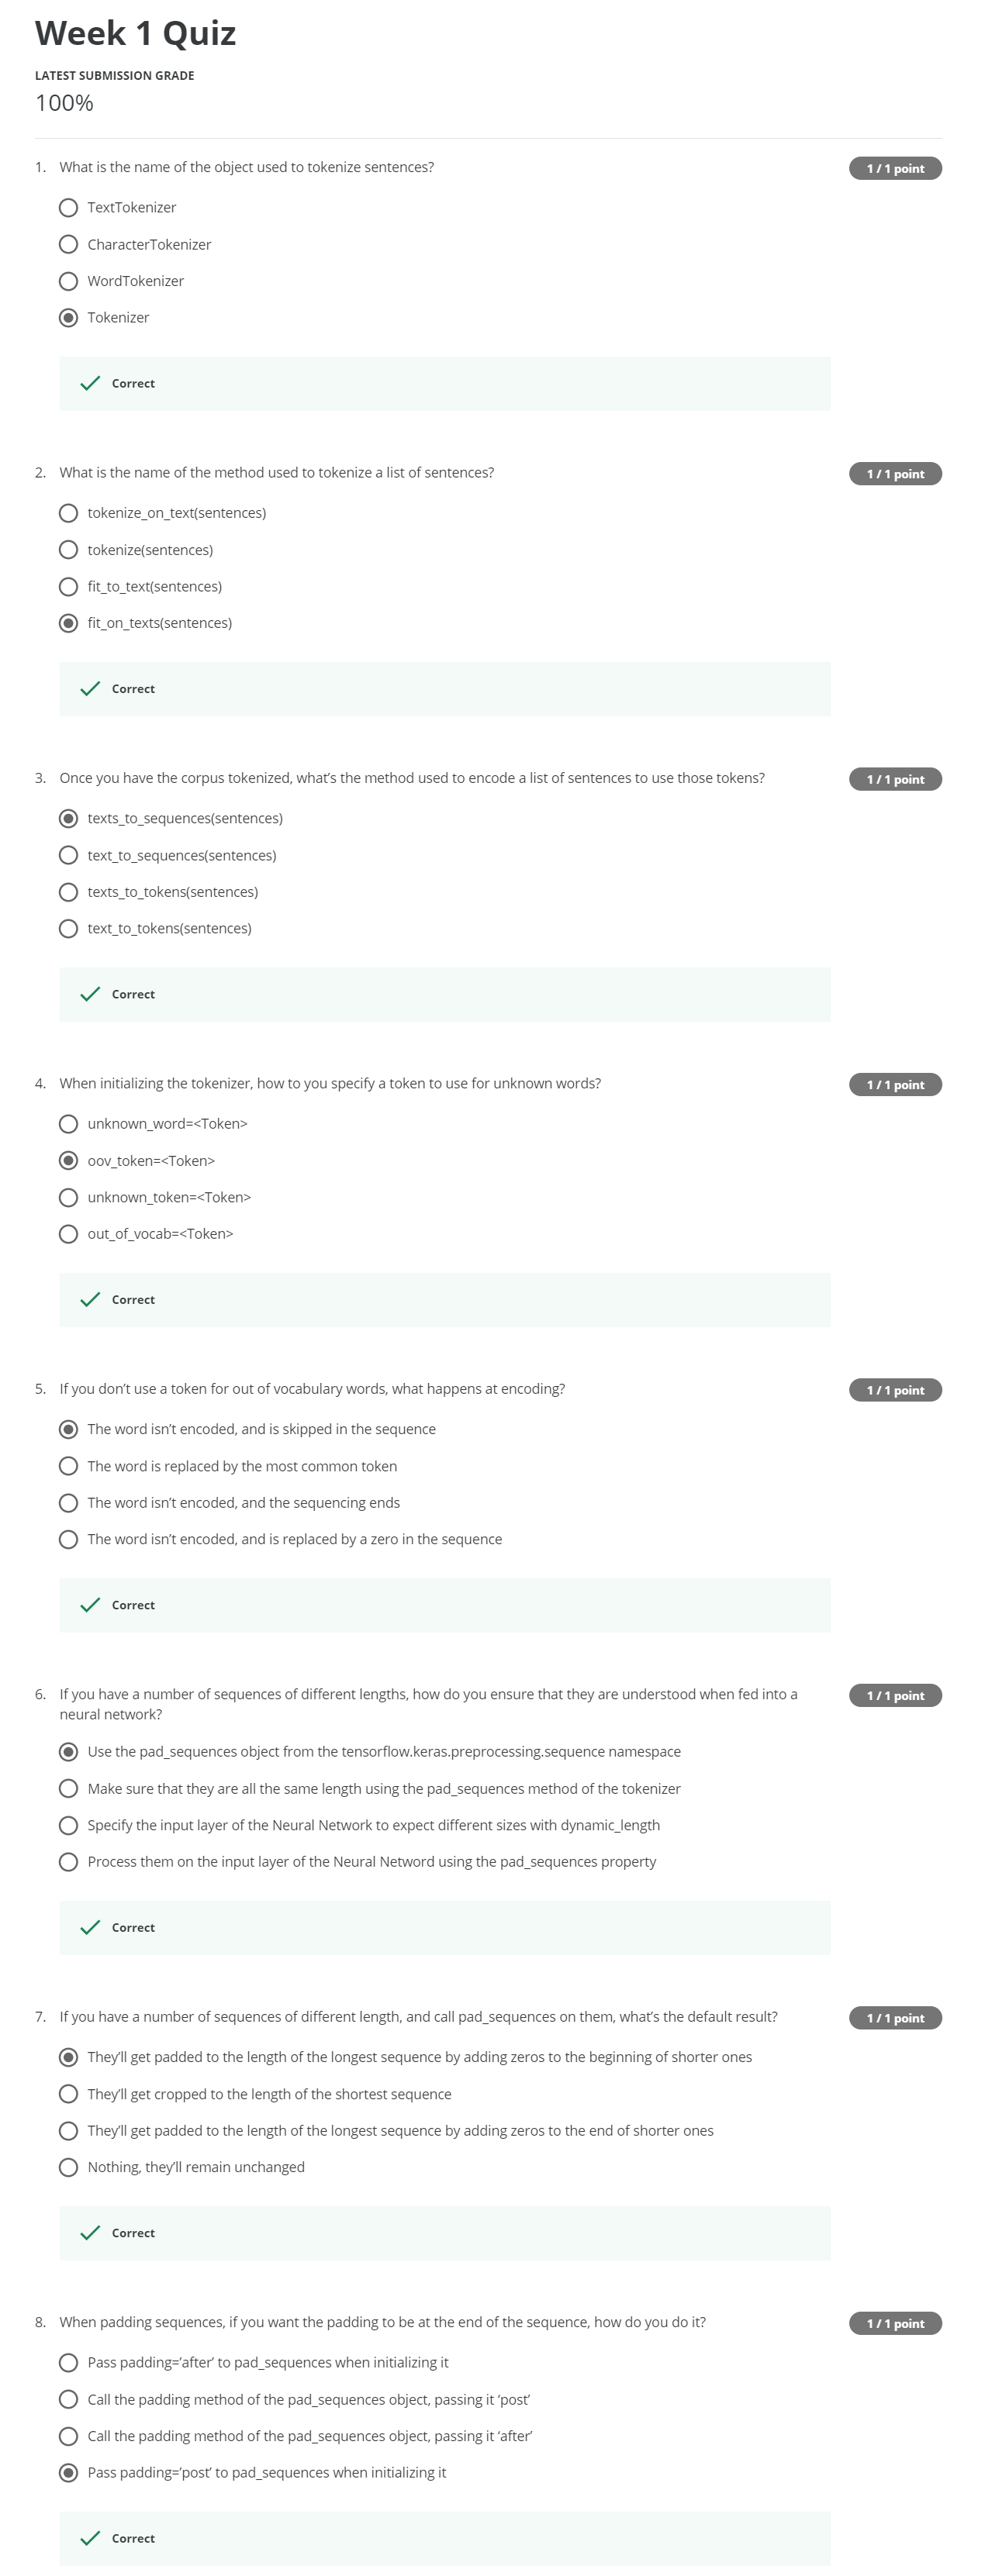 Week 1 Quiz
LATEST SUBMISSION GRADE
100%
1. What is the name of the object used to tokenize sentences?
1 / 1 point
TextTokenizer
CharacterTokenizer
WordTokenizer
Tokenizer
Correct
2. What is the name of the method used to tokenize a list of sentences?
1 / 1 point
tokenize_on_text(sentences)
tokenize(sentences)
fit_to_text(sentences)
fit_on_texts(sentences)
Correct
3. Once you have the corpus tokenized, what’s the method used to encode a list of sentences to use those tokens?
1 / 1 point
texts_to_sequences(sentences)
text_to_sequences(sentences)
texts_to_tokens(sentences)
text_to_tokens(sentences)
Correct
4. When initializing the tokenizer, how to you specify a token to use for unknown words?
1 / 1 point
unknown_word=<Token>
oov_token=<Token>
unknown_token=<Token>
out_of_vocab=<Token>
Correct
5. If you don’t use a token for out of vocabulary words, what happens at encoding?
1 / 1 point
The word isn’t encoded, and is skipped in the sequence
The word is replaced by the most common token
The word isn’t encoded, and the sequencing ends
The word isn’t encoded, and is replaced by a zero in the sequence
Correct
6. If you have a number of sequences of different lengths, how do you ensure that they are understood when fed into a
neural network?
1 / 1 point
Use the pad_sequences object from the tensorflow.keras.preprocessing.sequence namespace
Make sure that they are all the same length using the pad_sequences method of the tokenizer
Specify the input layer of the Neural Network to expect different sizes with dynamic_length
Process them on the input layer of the Neural Netword using the pad_sequences property
Correct
7. If you have a number of sequences of different length, and call pad_sequences on them, what’s the default result?
1 / 1 point
They’ll get padded to the length of the longest sequence by adding zeros to the beginning of shorter ones
They’ll get cropped to the length of the shortest sequence
They’ll get padded to the length of the longest sequence by adding zeros to the end of shorter ones
Nothing, they’ll remain unchanged
Correct
8. When padding sequences, if you want the padding to be at the end of the sequence, how do you do it?
1 / 1 point
Pass padding=’after’ to pad_sequences when initializing it
Call the padding method of the pad_sequences object, passing it ‘post’
Call the padding method of the pad_sequences object, passing it ‘after’
Pass padding=’post’ to pad_sequences when initializing it
Correct